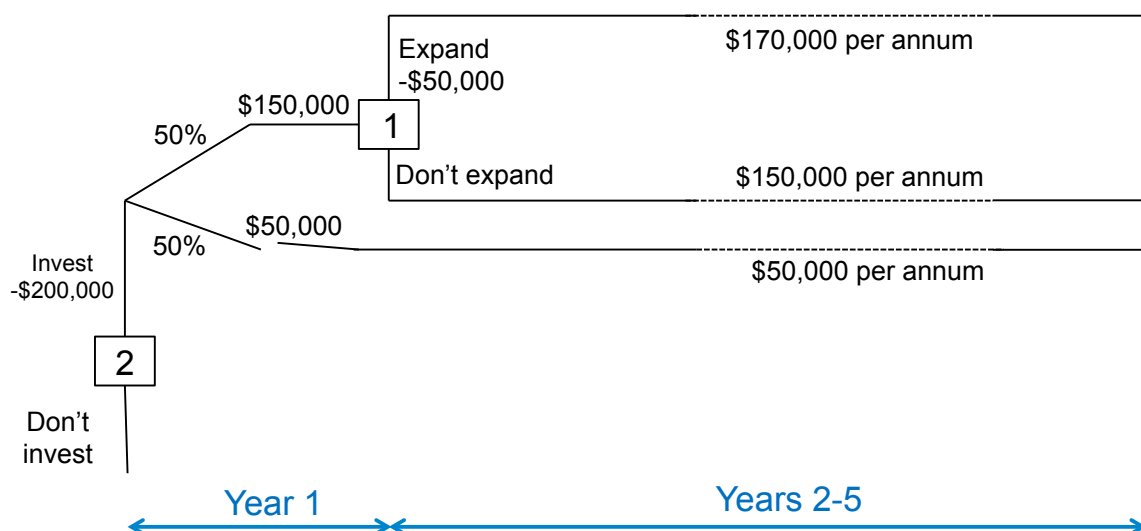 Expand
-$50,000
$170,000 per annum
$150,000
1
50%
Don't expand
$150,000 per annum
$50,000
50%
$50,000 per annum
Invest
-$200,000
2
Don't
invest
Year 1
Years 2-5